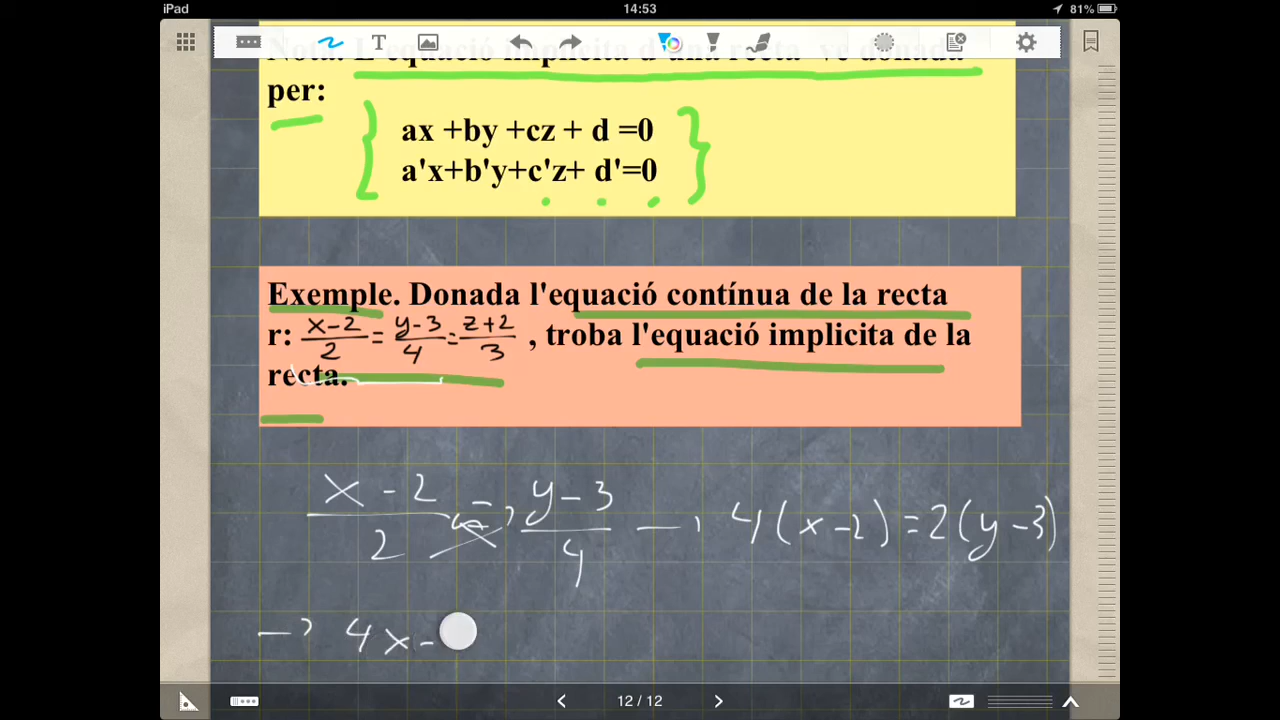 iPad 14:53 81%
Nota: L'equació implicita d'una recta ve donada
per:
ax +by +cz + d =0
a'x+b'y+c'z+ d'=0
Exemple. Donada l'equació contínua de la recta
r: x-2/2 = y-3/4 = z+2/3 , troba l'equació implicita de la
recta.
x-2/2 = y-3/4 → 4(x-2)=2(y-3)
→ 4x-
12 / 12